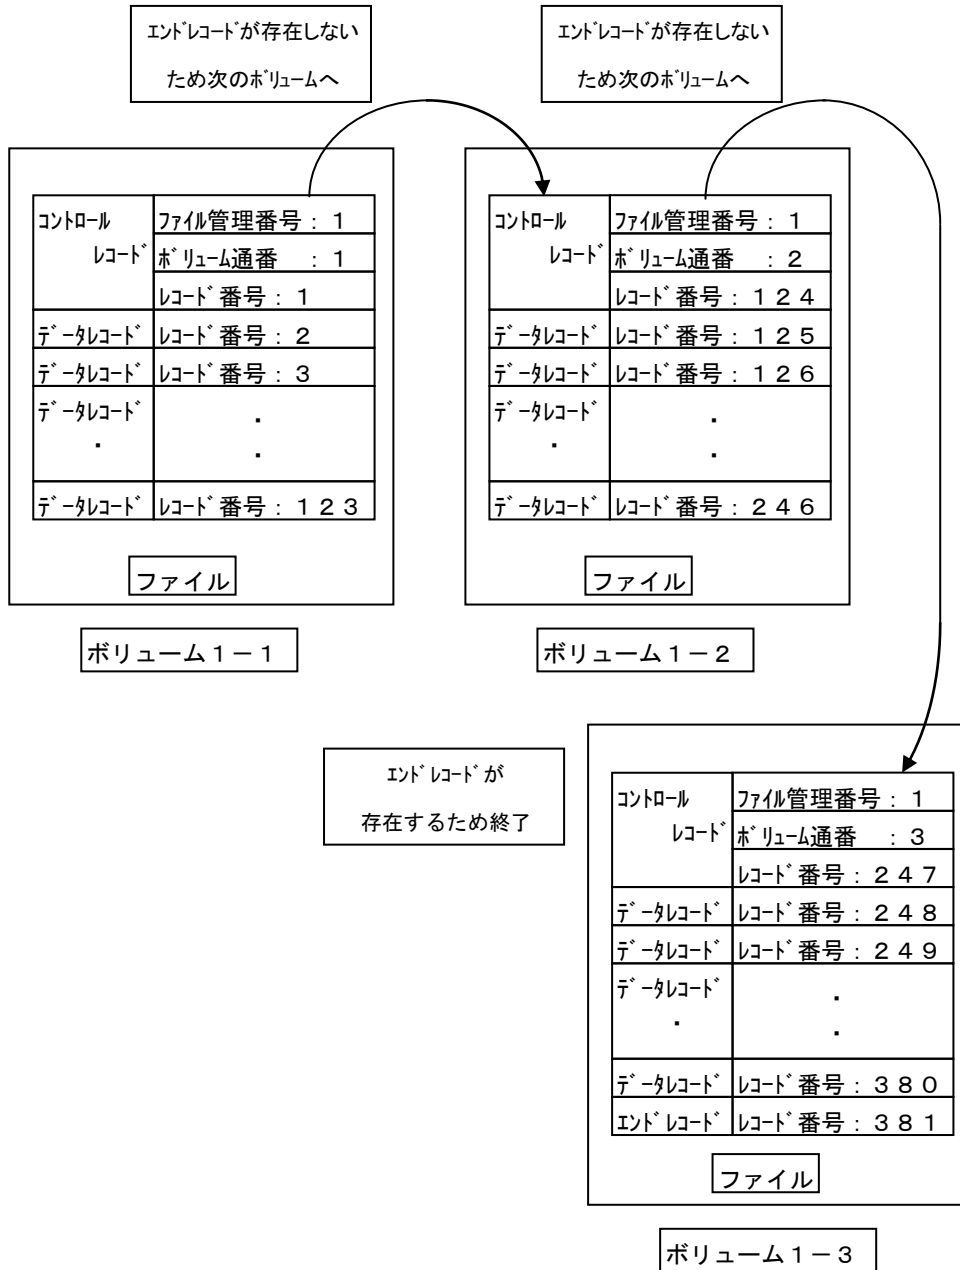 ｴﾝﾄﾞﾚｺｰﾄﾞが存在しない
ため次のﾎﾞﾘｭｰﾑへ
ｴﾝﾄﾞﾚｺｰﾄﾞが存在しない
ため次のﾎﾞﾘｭｰﾑへ
ｺﾝﾄﾛｰﾙ ﾌｧｲﾙ管理番号：１
ﾚｺｰﾄﾞ ﾎﾞﾘｭｰﾑ通番　：１
ﾚｺｰﾄﾞ番号：１
ﾃﾞｰﾀﾚｺｰﾄﾞ ﾚｺｰﾄﾞ番号：２
ﾃﾞｰﾀﾚｺｰﾄﾞ ﾚｺｰﾄﾞ番号：３
ﾃﾞｰﾀﾚｺｰﾄﾞ ・
・ ・
ﾃﾞｰﾀﾚｺｰﾄﾞ ﾚｺｰﾄﾞ番号：１２３
ファイル
ボリューム１－１
ｺﾝﾄﾛｰﾙ ﾌｧｲﾙ管理番号：１
ﾚｺｰﾄﾞ ﾎﾞﾘｭｰﾑ通番　：２
ﾚｺｰﾄﾞ番号：１２４
ﾃﾞｰﾀﾚｺｰﾄﾞ ﾚｺｰﾄﾞ番号：１２５
ﾃﾞｰﾀﾚｺｰﾄﾞ ﾚｺｰﾄﾞ番号：１２６
ﾃﾞｰﾀﾚｺｰﾄﾞ ・
・ ・
ﾃﾞｰﾀﾚｺｰﾄﾞ ﾚｺｰﾄﾞ番号：２４６
ファイル
ボリューム１－２
ｴﾝﾄﾞﾚｺｰﾄﾞが
存在するため終了
ｺﾝﾄﾛｰﾙ ﾌｧｲﾙ管理番号：１
ﾚｺｰﾄﾞ ﾎﾞﾘｭｰﾑ通番　：３
ﾚｺｰﾄﾞ番号：２４７
ﾃﾞｰﾀﾚｺｰﾄﾞ ﾚｺｰﾄﾞ番号：２４８
ﾃﾞｰﾀﾚｺｰﾄﾞ ﾚｺｰﾄﾞ番号：２４９
ﾃﾞｰﾀﾚｺｰﾄﾞ ・
・ ・
ﾃﾞｰﾀﾚｺｰﾄﾞ ﾚｺｰﾄﾞ番号：３８０
ｴﾝﾄﾞﾚｺｰﾄﾞ ﾚｺｰﾄﾞ番号：３８１
ファイル
ボリューム１－３